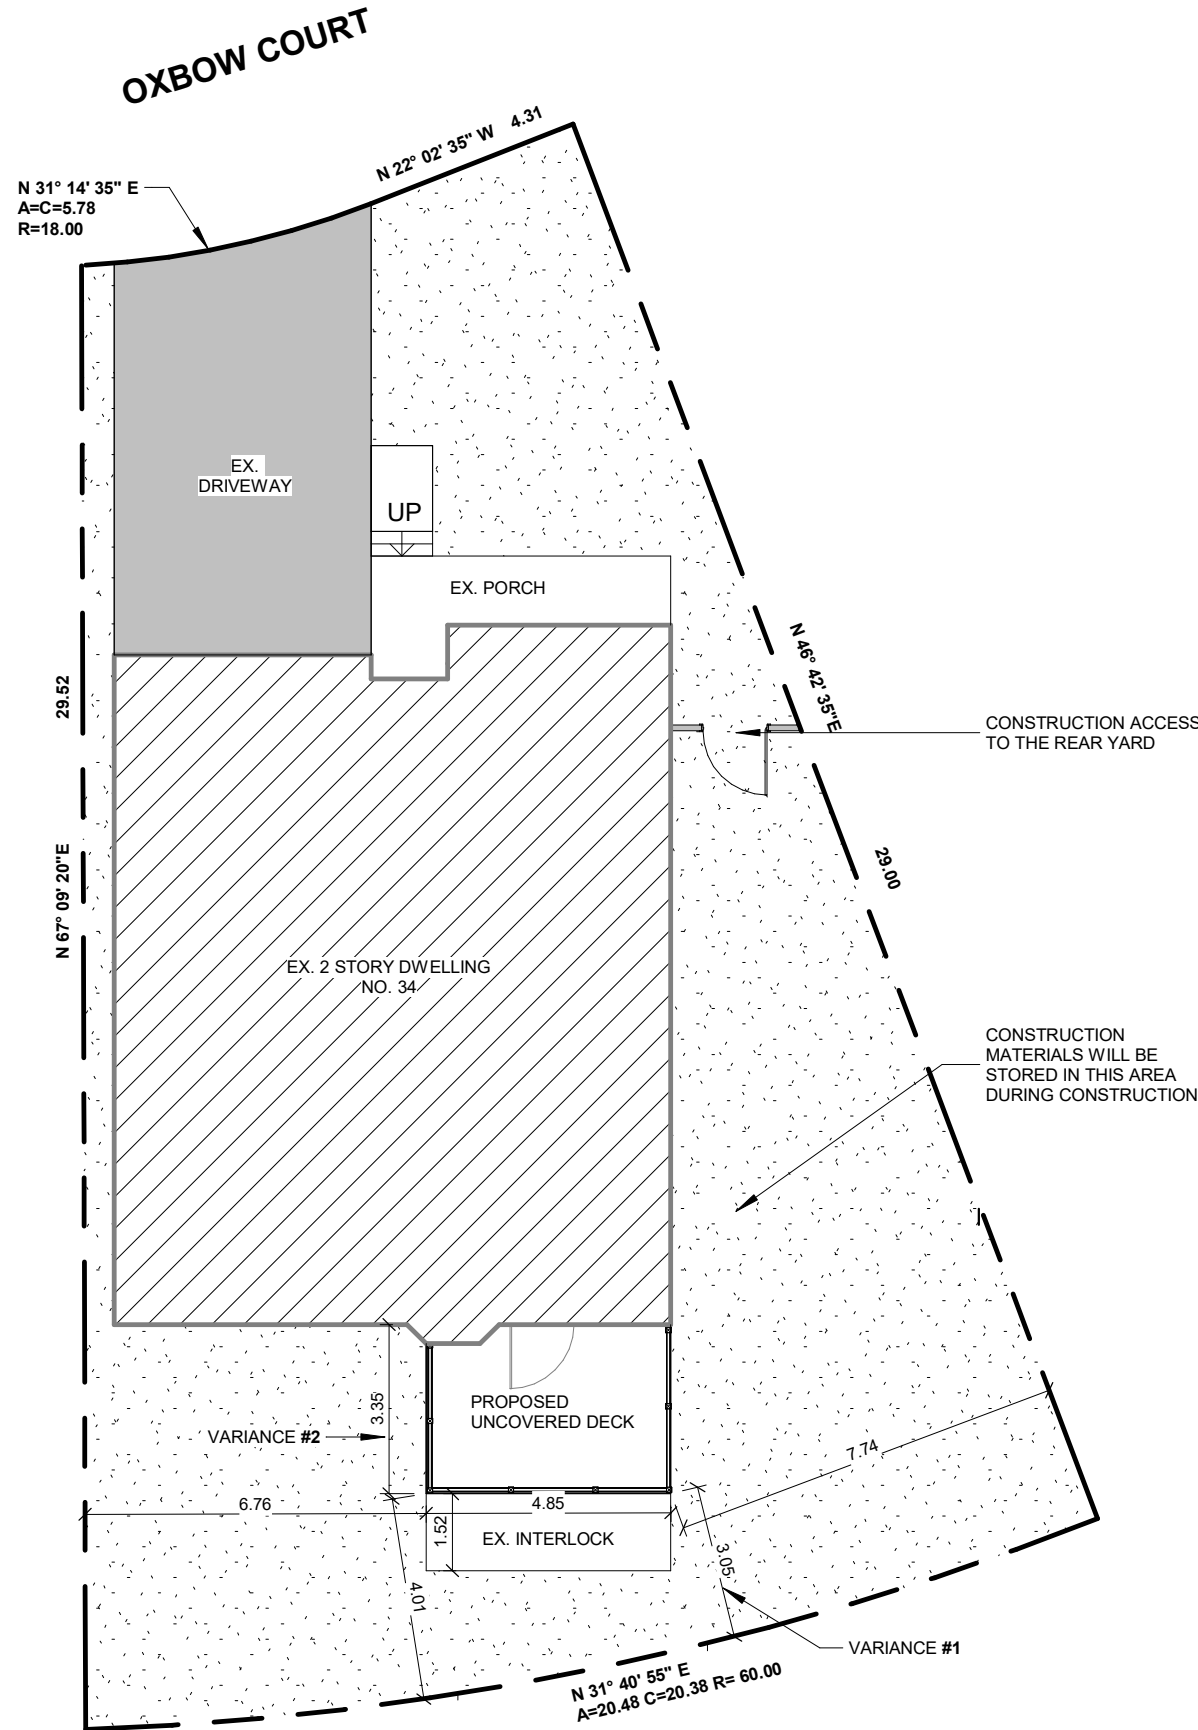 OXBOW COURT
N 22° 02' 35" W 4.31
N 31° 14' 35" E
A=C=5.78
R=18.00
EX.
DRIVEWAY
UP
EX. PORCH
N 46° 42' 35"E
29.52
CONSTRUCTION ACCESS
TO THE REAR YARD
29.00
N 67° 09' 20"E
EX. 2 STORY DWELLING
NO. 34
CONSTRUCTION
MATERIALS WILL BE
STORED IN THIS AREA
DURING CONSTRUCTION
3.35
PROPOSED
UNCOVERED DECK
VARIANCE #2
7.74
6.76
4.85
1.52
EX. INTERLOCK
3.05
4.01
VARIANCE #1
N 31° 40' 55" E
A=20.48 C=20.38 R= 60.00